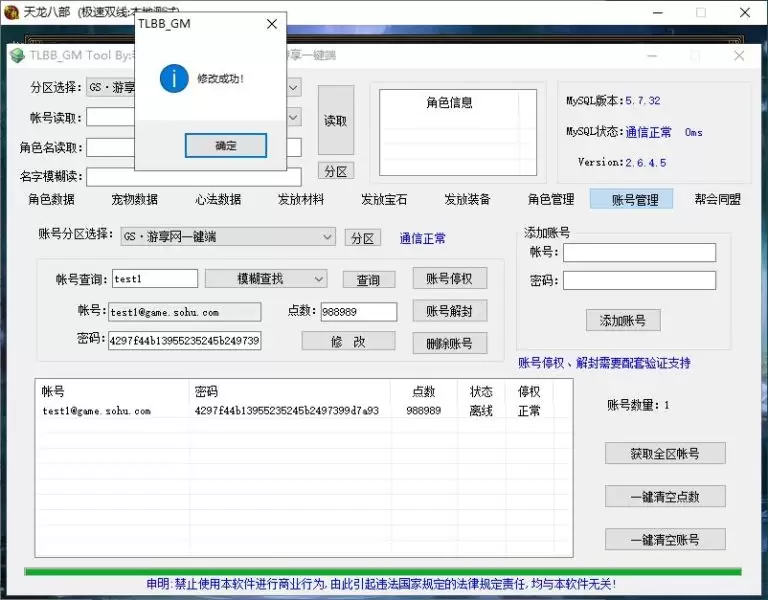 天龙八部 (极速双线:本地测试)
TLBB_GM
TLBB_GM Tool By:
游享一键端
修改成功!
确定
分区选择: GS·游享
帐号读取:
角色名读取:
名字模糊读:
读取
分区
角色信息
MySQL版本:5.7.32
MySQL状态:通信正常 0ms
Version:2.6.4.5
角色数据 宠物数据 心法数据 发放材料 发放宝石 发放装备 角色管理 账号管理 帮会同盟
账号分区选择: GS·游享网一键端 分区 通信正常
帐号查询: test1 模糊查找 查询 账号停权
帐号: test1@game.sohu.com 点数: 988989 账号解封
密码: 4297f44b13955235245b249739 修 改 删除账号
添加账号
帐号:
密码:
添加账号
账号停权、解封需要配套验证支持
帐号 密码 点数 状态 停权
test1@game.sohu.com 4297f44b13955235245b2497399d7a93 988989 离线 正常
账号数量: 1
获取全区帐号
一键清空点数
一键清空账号
申明:禁止使用本软件进行商业行为,由此引起违法国家规定的法律规定责任,均与本软件无关!